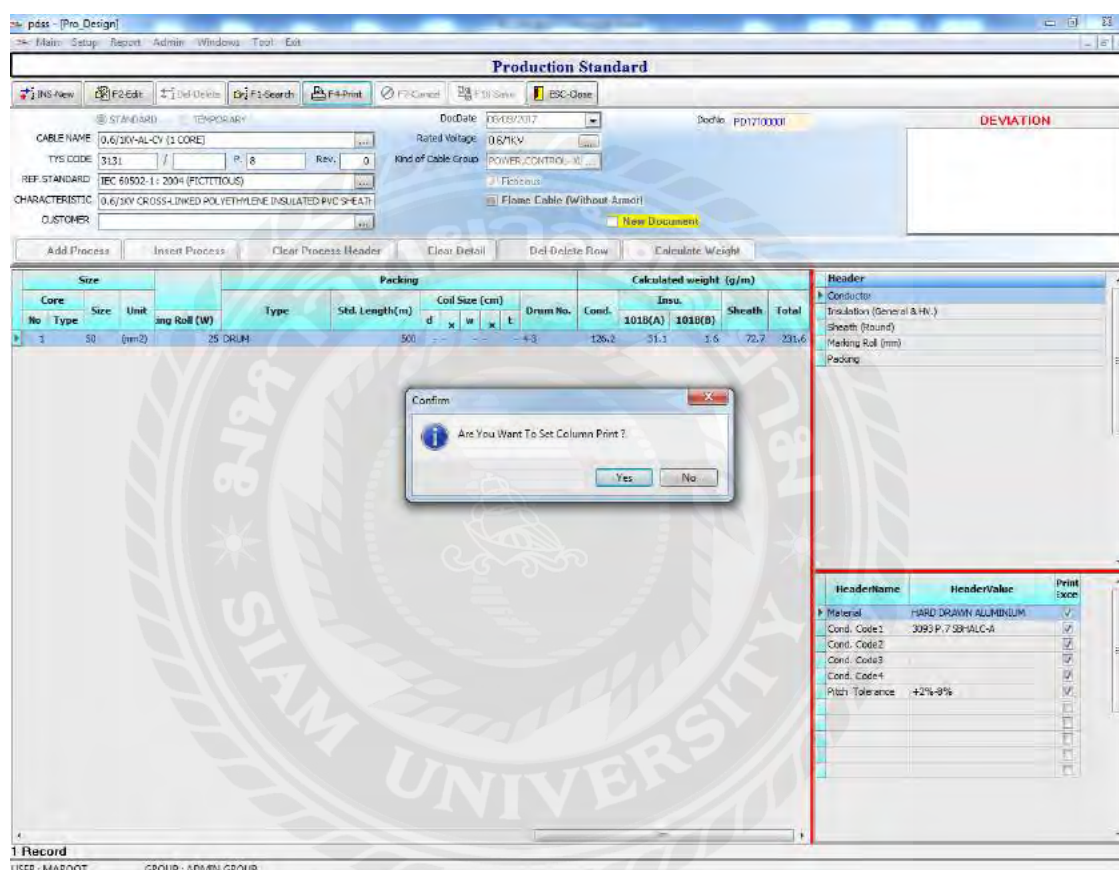 pdss - [Pro_Design]
Main Setup Report Admin Windows Tool Exit
Production Standard
INS-New F2-Edit Del-Delete F1-Search F4-Print F7-Cancel F10-Save ESC-Close
STANDARD TEMPORARY DocDate 06/09/2017 DocNo PD17100001 DEVIATION
CABLE NAME 0.6/1KV-AL-CV (1 CORE) ... Rated Voltage 0.6/1KV ...
TYS CODE 3131 / P. 8 Rev. 0 Kind of Cable Group POWER,CONTROL- ...
REF.STANDARD IEC 60502-1 : 2004 (FICTITIOUS) ...
CHARACTERISTIC 0.6/1KV CROSS-LINKED POLYETHYLENE INSULATED PVC SHEATH Flame Cable (Without Armor)
CUSTOMER ... New Document
Add Process Insert Process Clear Process Header Clear Detail Del-Delete Row Calculate Weight
Size Packing Calculated weight (g/m)
Core Size Unit ing Roll (W) Type Std. Length(m) Coil Size (cm) Drum No. Cond. Insu. Sheath Total
No Type d x w x t 1018(A) 1018(B)
1 50 (mm2) 25 DRUM 500 - - - - 4-3 126.2 31.1 1.6 72.7 231.6
Header
Conductor
Insulation (General & HV.)
Sheath (Round)
Marking Roll (mm)
Packing
Confirm
Are You Want To Set Column Print ?
Yes No
HeaderName HeaderValue Print Exce
Material HARD DRAWN ALUMINIUM
Cond. Code1 3093 P.7 SBHALC-A
Cond. Code2
Cond. Code3
Cond. Code4
Pitch Tolerance +2%-8%
SIAM UNIVERSITY
1 Record
USER : MAROOT GROUP : ADMIN GROUP